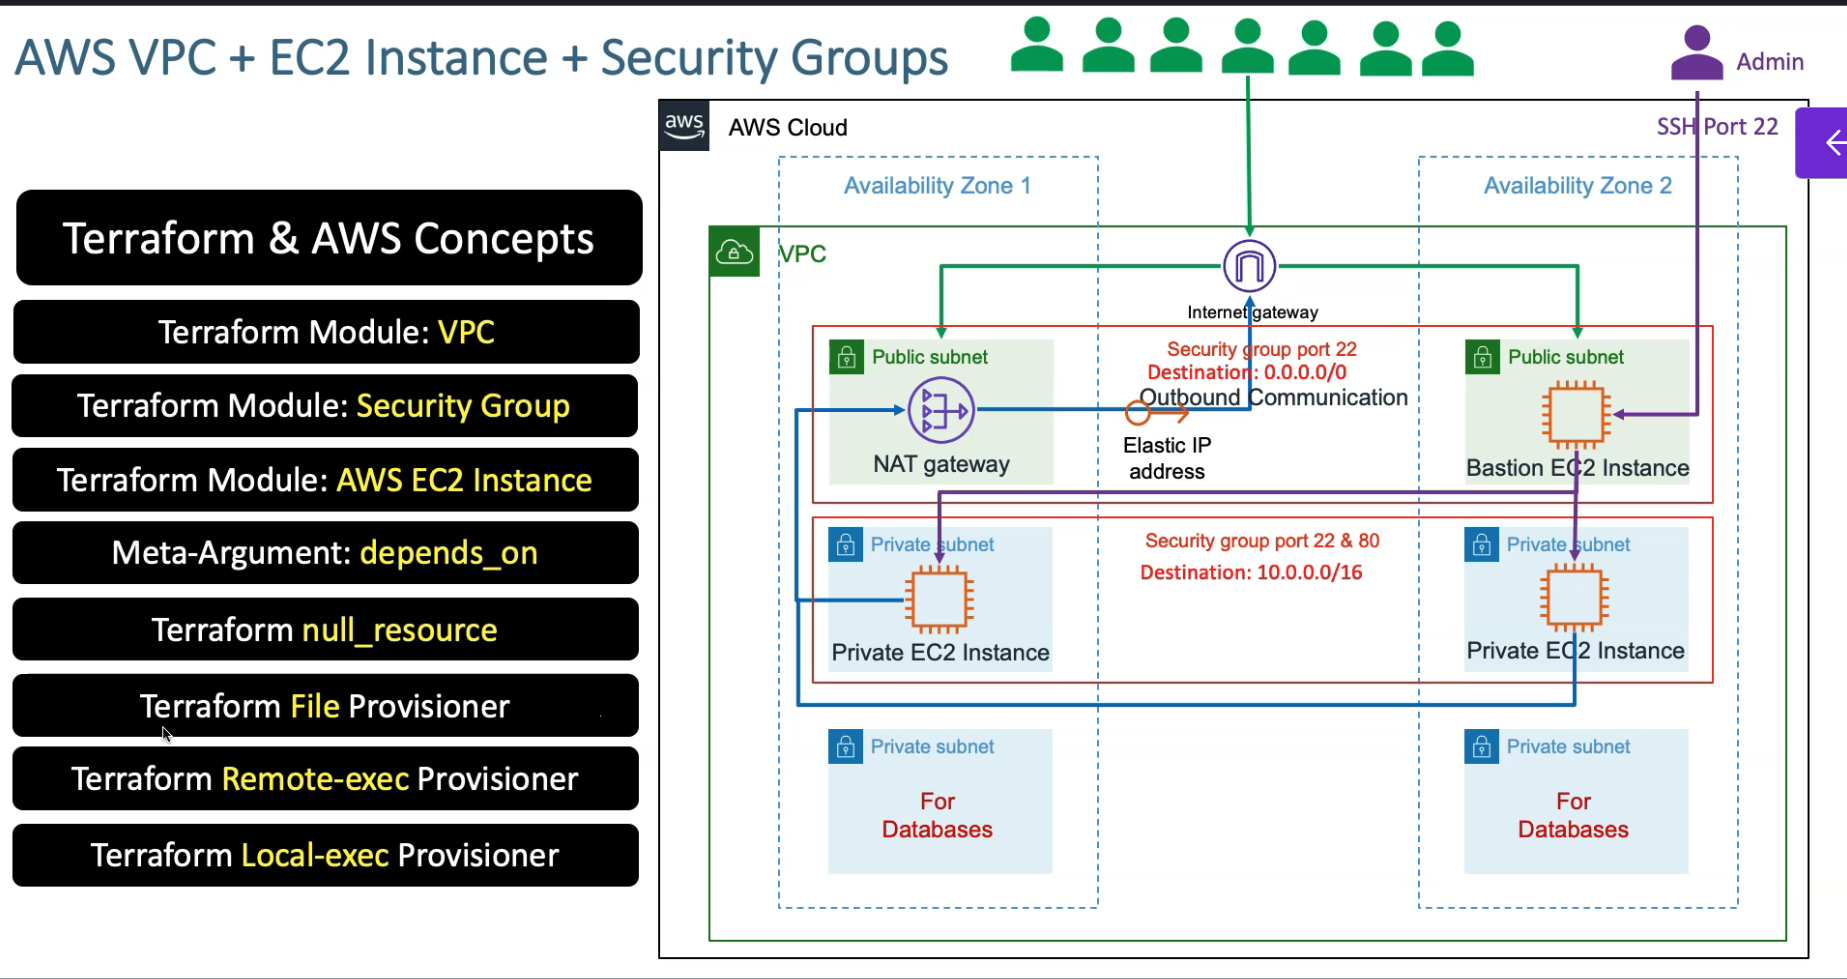 AWS VPC + EC2 Instance + Security Groups
Admin
aws
AWS Cloud
SSH Port 22
Terraform & AWS Concepts
Terraform Module: VPC
Terraform Module: Security Group
Terraform Module: AWS EC2 Instance
Meta-Argument: depends_on
Terraform null_resource
Terraform File Provisioner
Terraform Remote-exec Provisioner
Terraform Local-exec Provisioner
Availability Zone 1
Availability Zone 2
VPC
Internet gateway
Public subnet
NAT gateway
Security group port 22
Destination: 0.0.0.0/0
Outbound Communication
Elastic IP
address
Public subnet
Bastion EC2 Instance
Private subnet
Private EC2 Instance
Security group port 22 & 80
Destination: 10.0.0.0/16
Private subnet
Private EC2 Instance
Private subnet
For
Databases
Private subnet
For
Databases